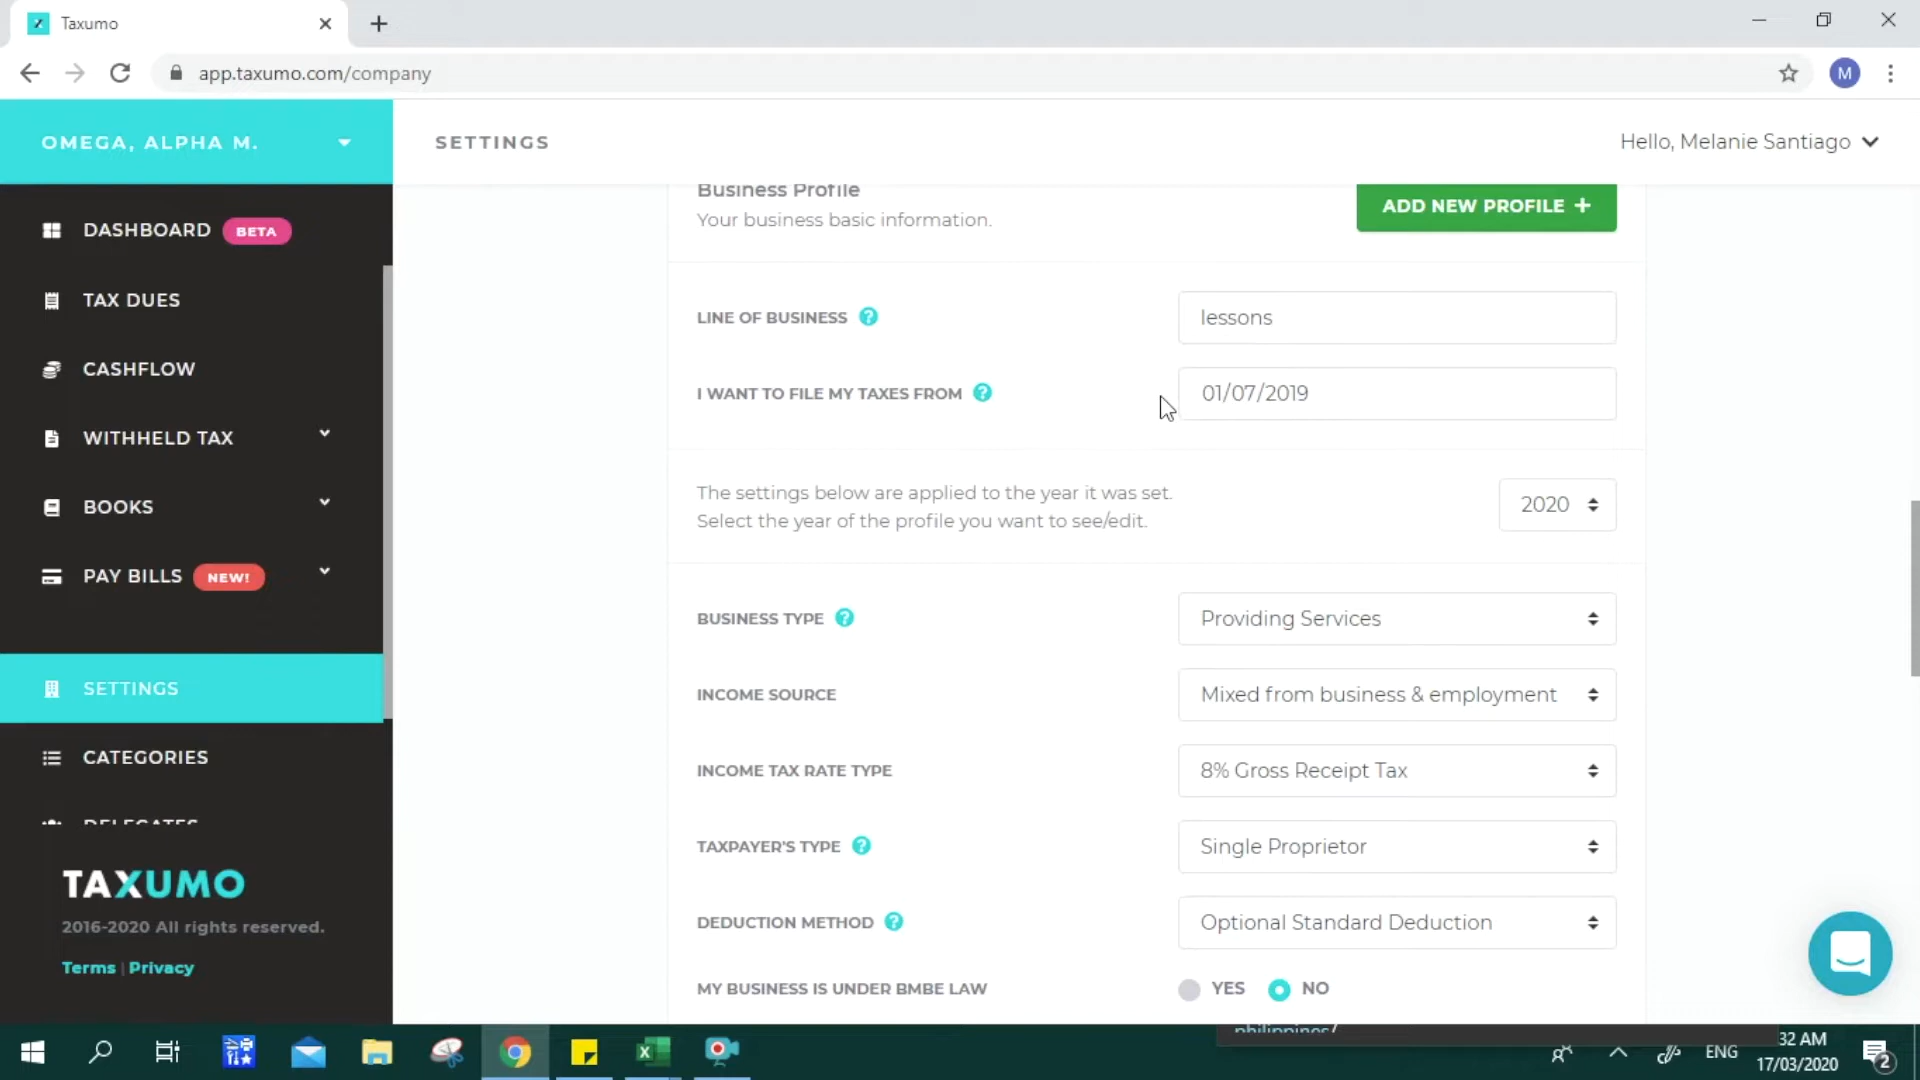 Taxumo
app.taxumo.com/company
M
OMEGA, ALPHA M.
SETTINGS
Hello, Melanie Santiago
DASHBOARD BETA
TAX DUES
CASHFLOW
WITHHELD TAX
BOOKS
PAY BILLS NEW!
SETTINGS
CATEGORIES
DELEGATES
TAXUMO
2016-2020 All rights reserved.
Terms | Privacy
Business Profile
Your business basic information.
ADD NEW PROFILE +
LINE OF BUSINESS ?
lessons
I WANT TO FILE MY TAXES FROM ?
01/07/2019
The settings below are applied to the year it was set.
Select the year of the profile you want to see/edit.
2020
BUSINESS TYPE ?
Providing Services
INCOME SOURCE
Mixed from business & employment
INCOME TAX RATE TYPE
8% Gross Receipt Tax
TAXPAYER'S TYPE ?
Single Proprietor
DEDUCTION METHOD ?
Optional Standard Deduction
MY BUSINESS IS UNDER BMBE LAW
YES NO
philippines/
ENG
32 AM
17/03/2020
2